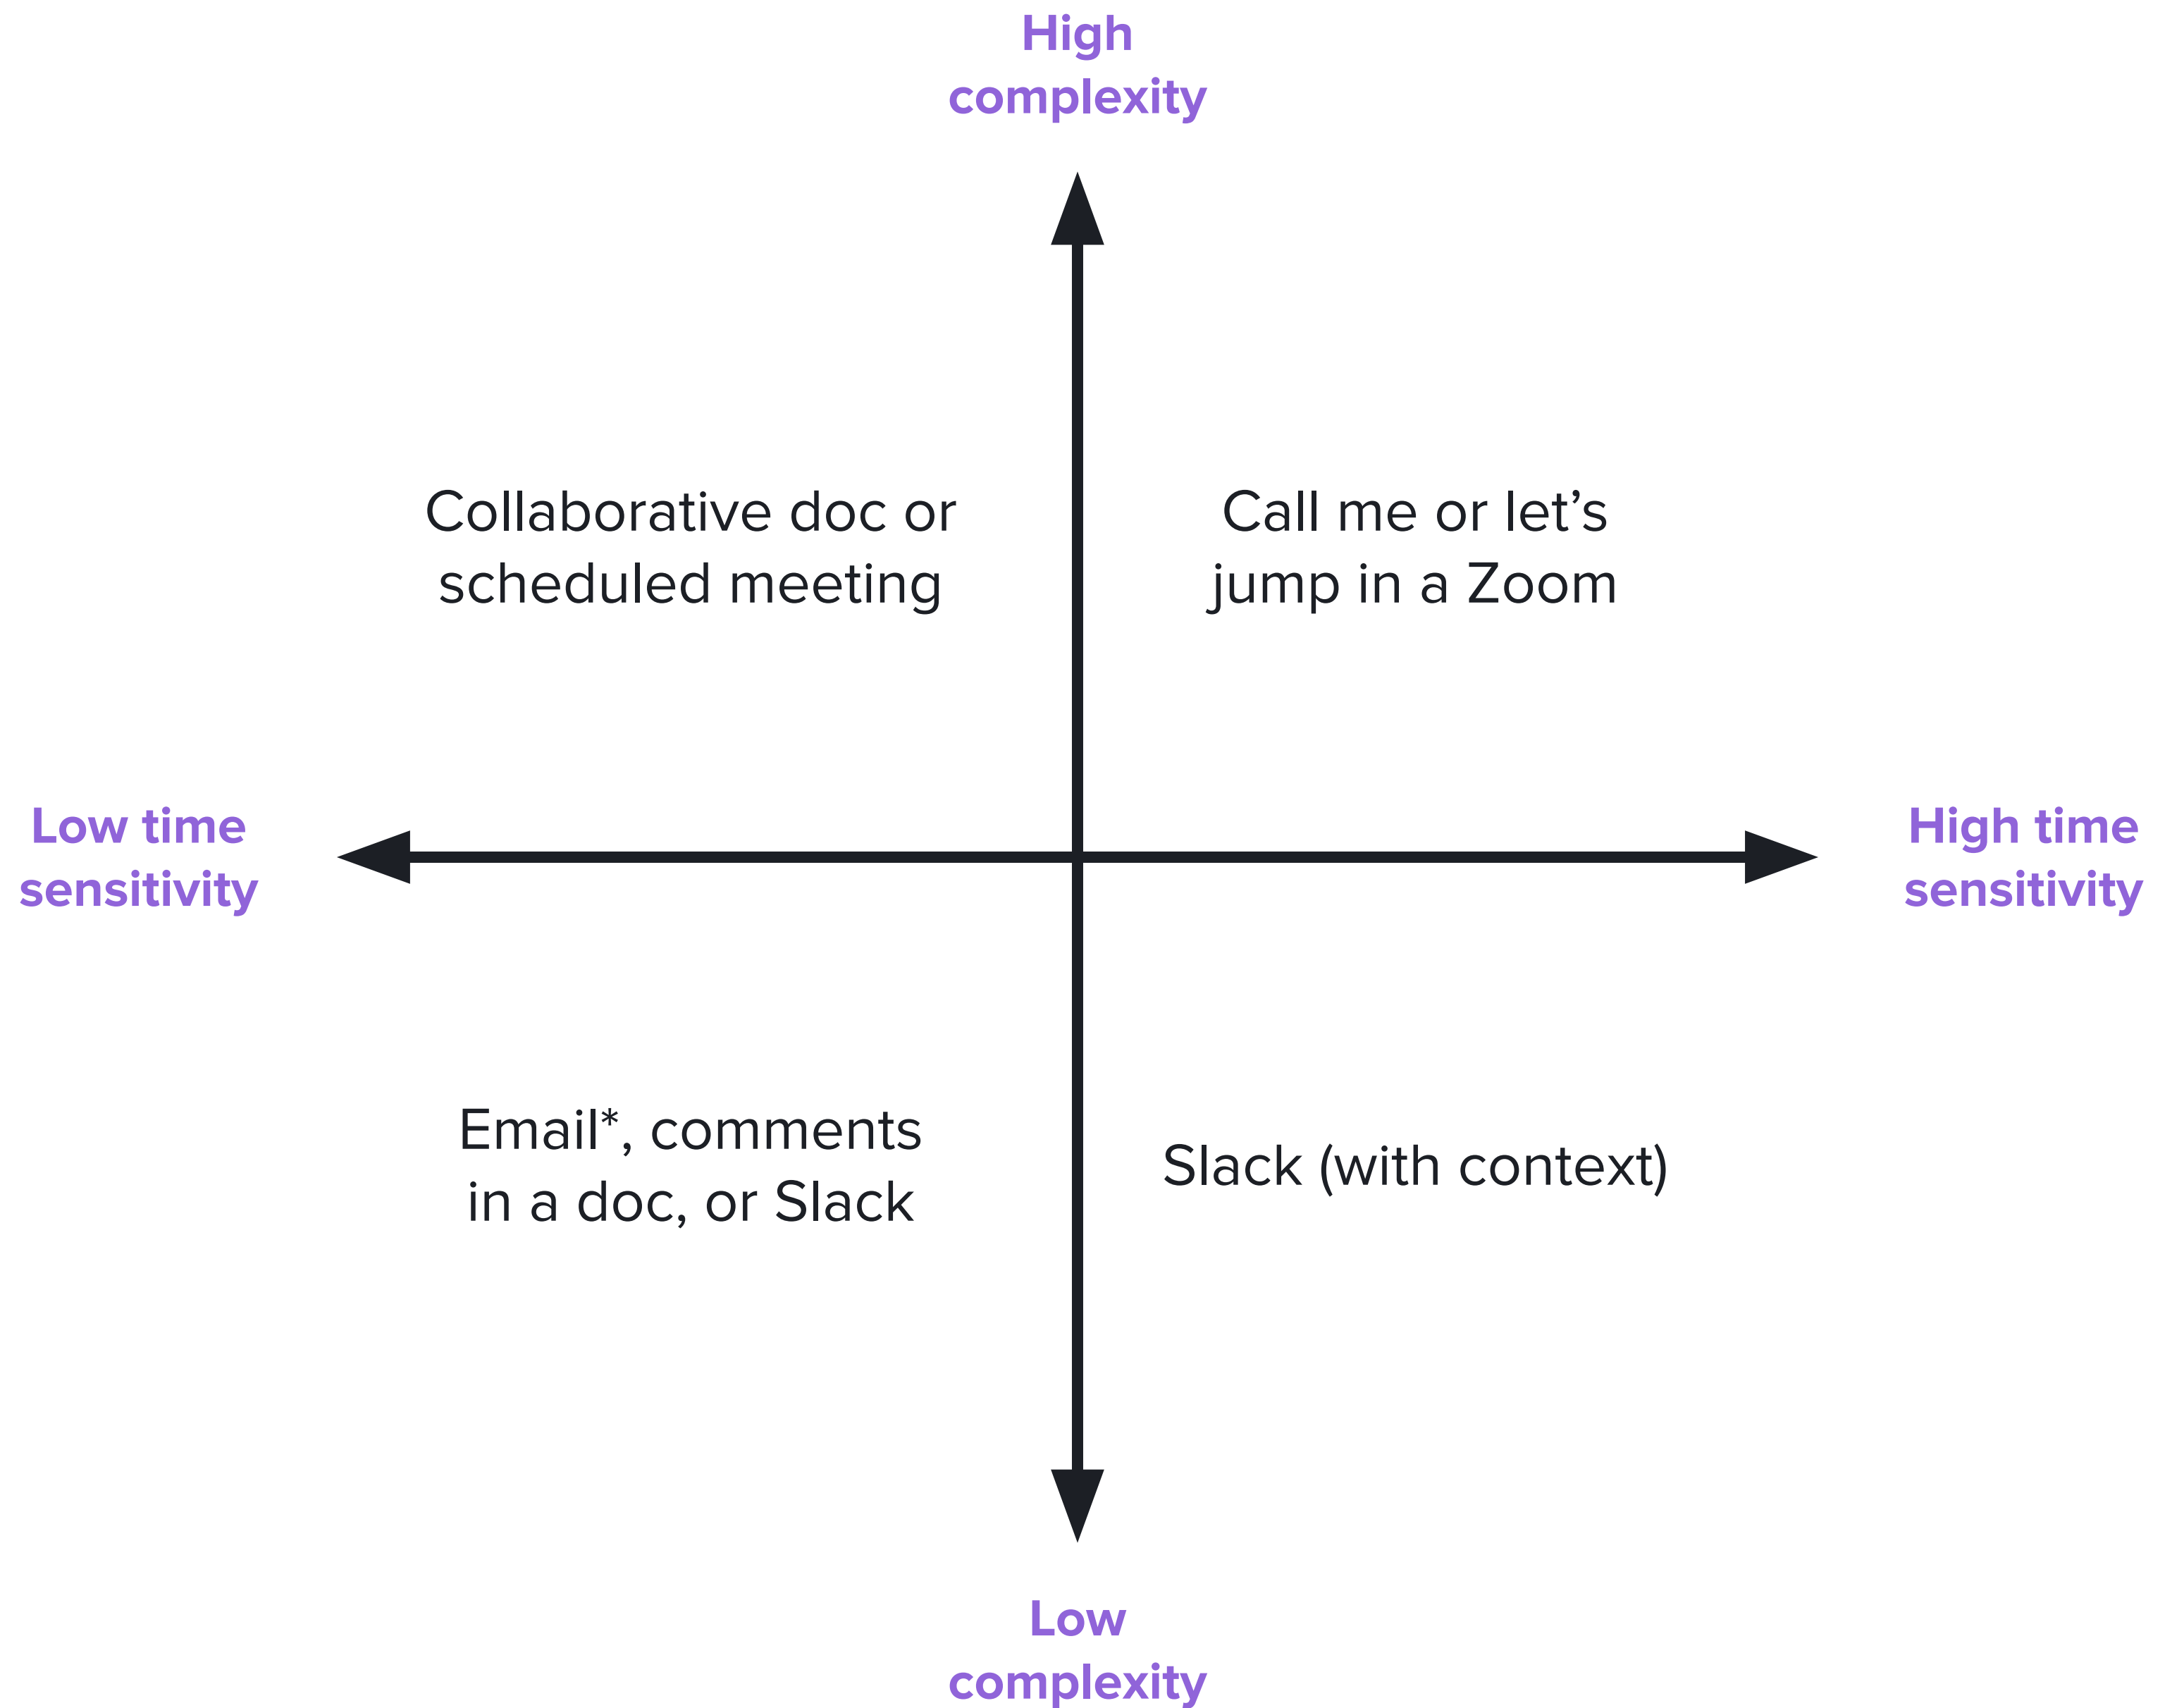 High
complexity
Collaborative doc or
scheduled meeting
Call me or let’s
jump in a Zoom
Low time
sensitivity
High time
sensitivity
Email*, comments
in a doc, or Slack
Slack (with context)
Low
complexity